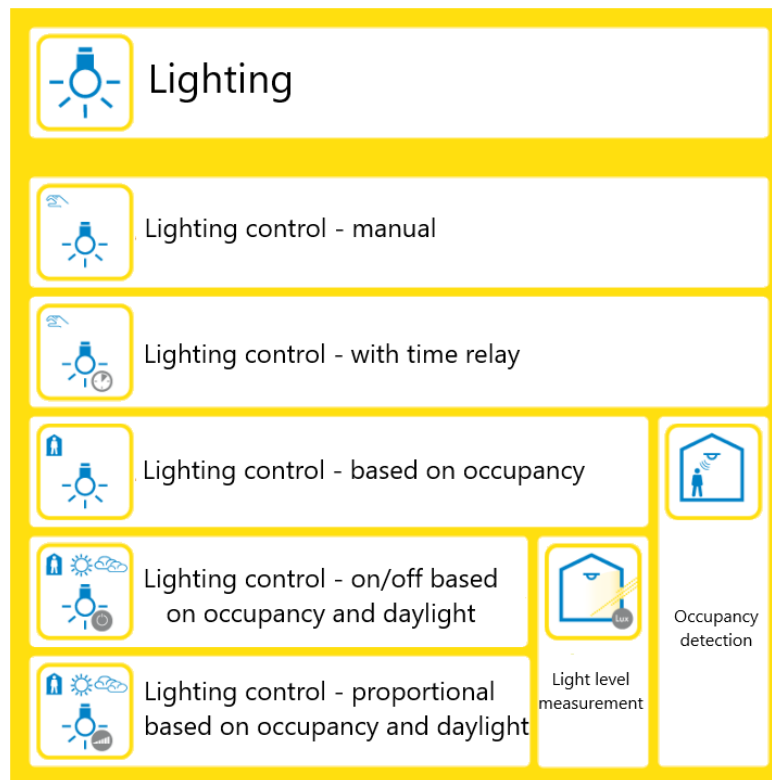 Lighting
Lighting control - manual
Lighting control - with time relay
Lighting control - based on occupancy
Lighting control - on/off based
on occupancy and daylight
Lux
Occupancy
detection
Lighting control - proportional
based on occupancy and daylight
Light level
measurement